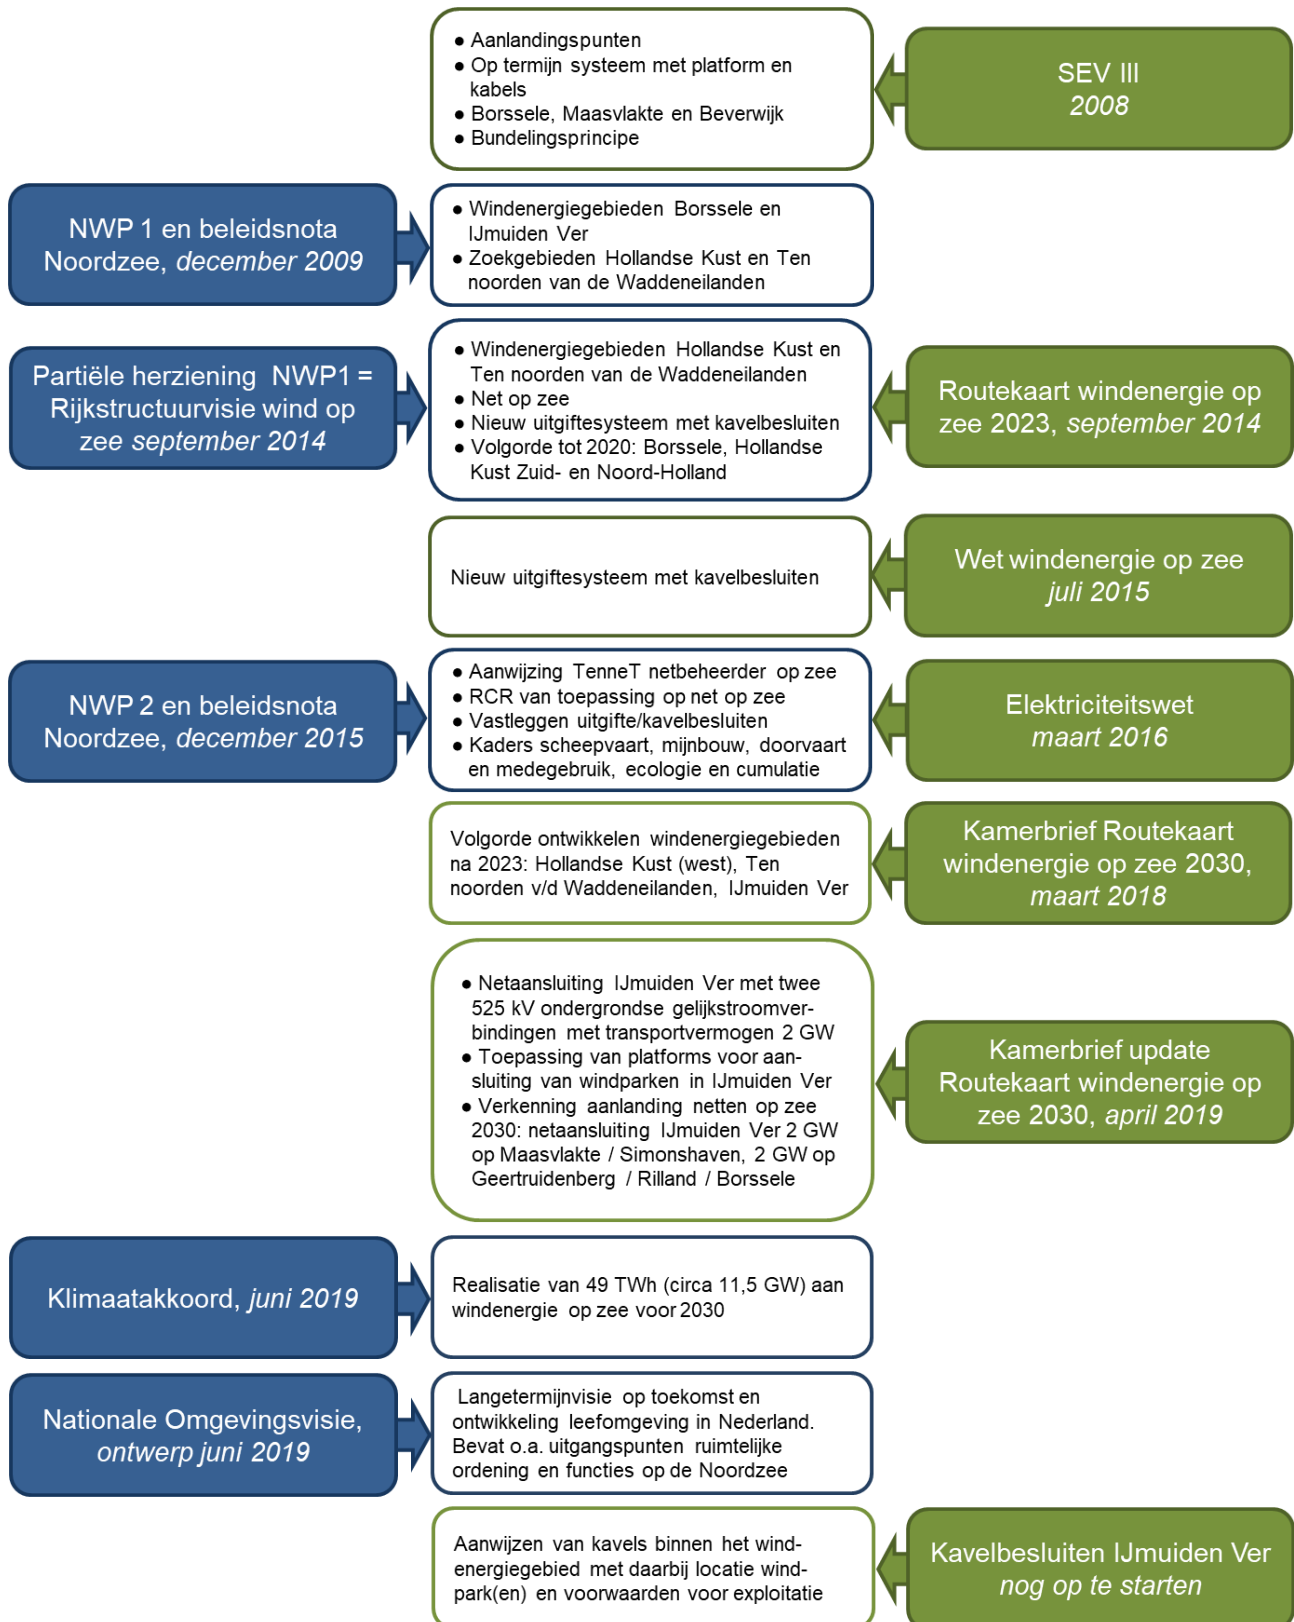 ● Aanlandingspunten
● Op termijn systeem met platform en
kabels
● Borssele, Maasvlakte en Beverwijk
● Bundelingsprincipe
SEV III
2008
NWP 1 en beleidsnota
Noordzee, december 2009
● Windenergiegebieden Borssele en
IJmuiden Ver
● Zoekgebieden Hollandse Kust en Ten
noorden van de Waddeneilanden
Partiële herziening NWP1 =
Rijkstructuurvisie wind op
zee september 2014
● Windenergiegebieden Hollandse Kust en
Ten noorden van de Waddeneilanden
● Net op zee
● Nieuw uitgiftesysteem met kavelbesluiten
● Volgorde tot 2020: Borssele, Hollandse
Kust Zuid- en Noord-Holland
Routekaart windenergie op
zee 2023, september 2014
Nieuw uitgiftesysteem met kavelbesluiten
Wet windenergie op zee
juli 2015
NWP 2 en beleidsnota
Noordzee, december 2015
● Aanwijzing TenneT netbeheerder op zee
● RCR van toepassing op net op zee
● Vastleggen uitgifte/kavelbesluiten
● Kaders scheepvaart, mijnbouw, doorvaart
en medegebruik, ecologie en cumulatie
Elektriciteitswet
maart 2016
Volgorde ontwikkelen windenergiegebieden
na 2023: Hollandse Kust (west), Ten
noorden v/d Waddeneilanden, IJmuiden Ver
Kamerbrief Routekaart
windenergie op zee 2030,
maart 2018
● Netaansluiting IJmuiden Ver met twee
525 kV ondergrondse gelijkstroomver-
bindingen met transportvermogen 2 GW
● Toepassing van platforms voor aan-
sluiting van windparken in IJmuiden Ver
● Verkenning aanlanding netten op zee
2030: netaansluiting IJmuiden Ver 2 GW
op Maasvlakte / Simonshaven, 2 GW op
Geertruidenberg / Rilland / Borssele
Kamerbrief update
Routekaart windenergie op
zee 2030, april 2019
Klimaatakkoord, juni 2019
Realisatie van 49 TWh (circa 11,5 GW) aan
windenergie op zee voor 2030
Nationale Omgevingsvisie,
ontwerp juni 2019
Langetermijnvisie op toekomst en
ontwikkeling leefomgeving in Nederland.
Bevat o.a. uitgangspunten ruimtelijke
ordening en functies op de Noordzee
Aanwijzen van kavels binnen het wind-
energiegebied met daarbij locatie wind-
park(en) en voorwaarden voor exploitatie
Kavelbesluiten IJmuiden Ver
nog op te starten